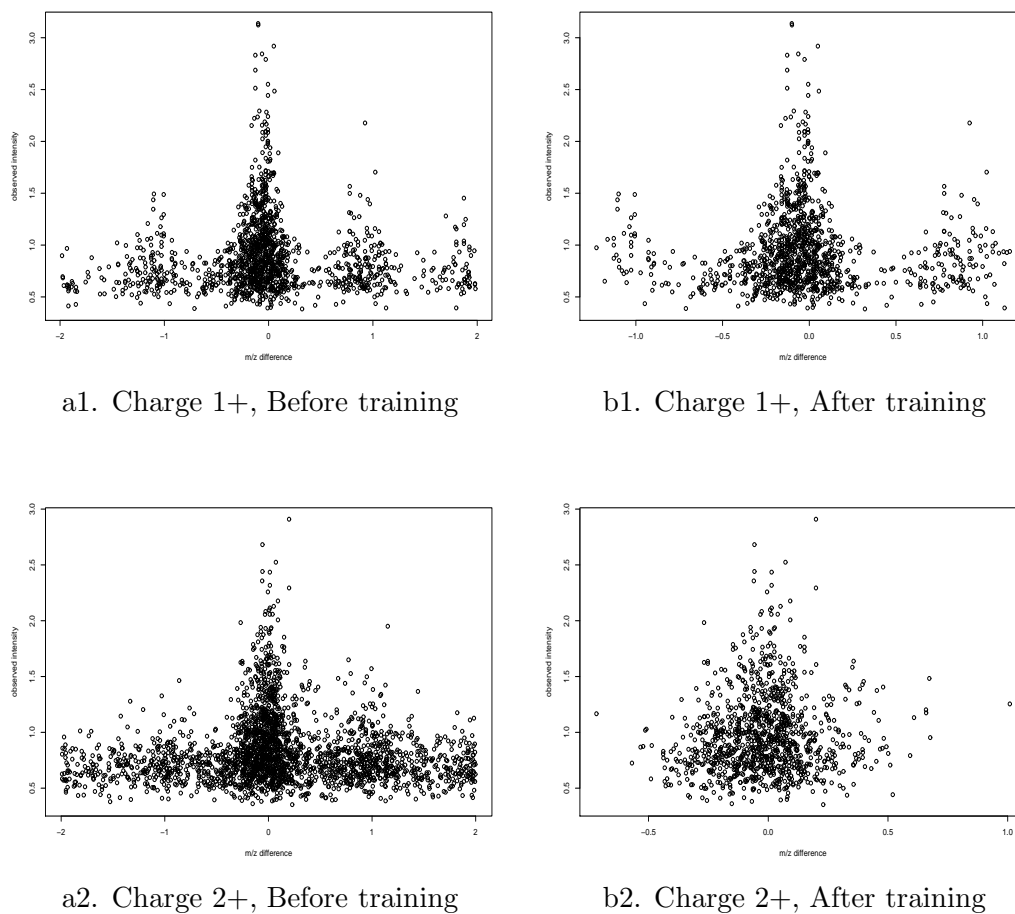 3.0
2.5
2.0
1.5
1.0
0.5
observed intensity
−2 −1 0 1 2
m/z difference
a1. Charge 1+, Before training
3.0
2.5
2.0
1.5
1.0
0.5
observed intensity
−1.0 −0.5 0.0 0.5 1.0
m/z difference
b1. Charge 1+, After training
3.0
2.5
2.0
1.5
1.0
0.5
observed intensity
−2 −1 0 1 2
m/z difference
a2. Charge 2+, Before training
3.0
2.5
2.0
1.5
1.0
0.5
observed intensity
−0.5 0.0 0.5 1.0
m/z difference
b2. Charge 2+, After training